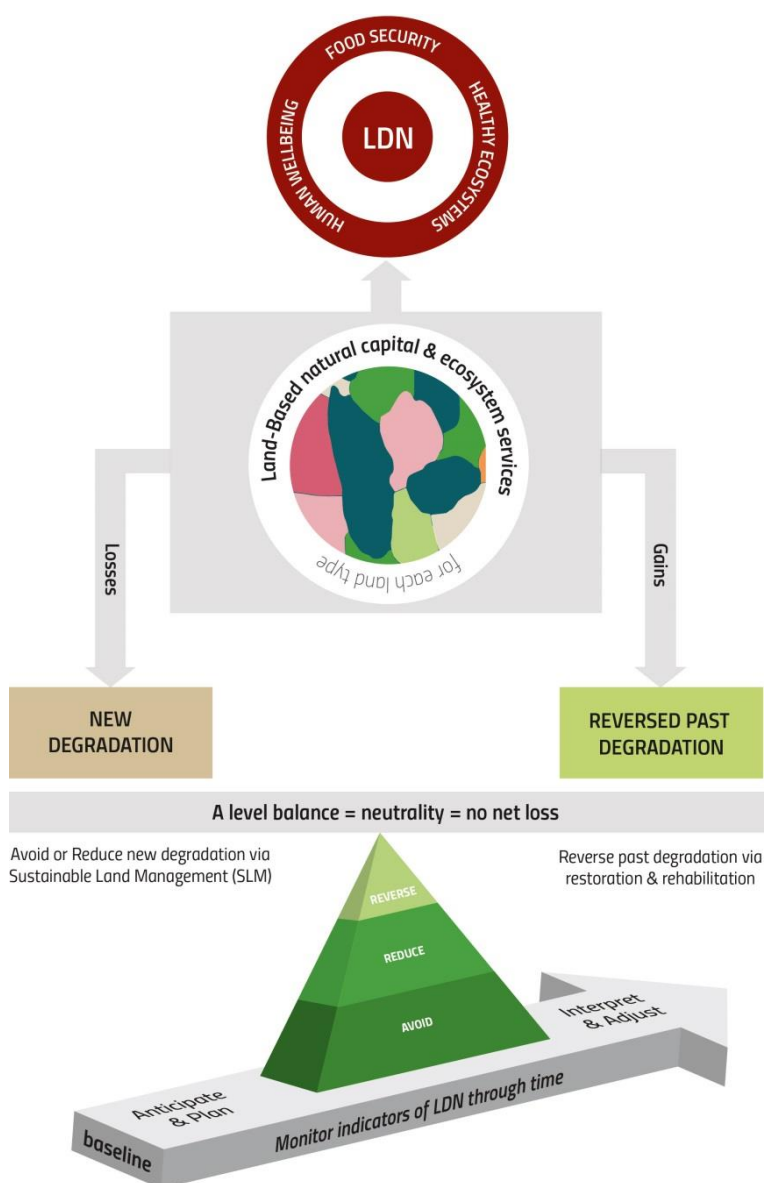 FOOD SECURITY
HUMAN WELLBEING
HEALTHY ECOSYSTEMS
LDN
Land-Based natural capital & ecosystem services
for each land type
Losses
Gains
NEW
DEGRADATION
REVERSED PAST
DEGRADATION
A level balance = neutrality = no net loss
Avoid or Reduce new degradation via
Sustainable Land Management (SLM)
Reverse past degradation via
restoration & rehabilitation
REVERSE
REDUCE
AVOID
Anticipate
& Plan
Interpret
& Adjust
baseline
Monitor indicators of LDN through time